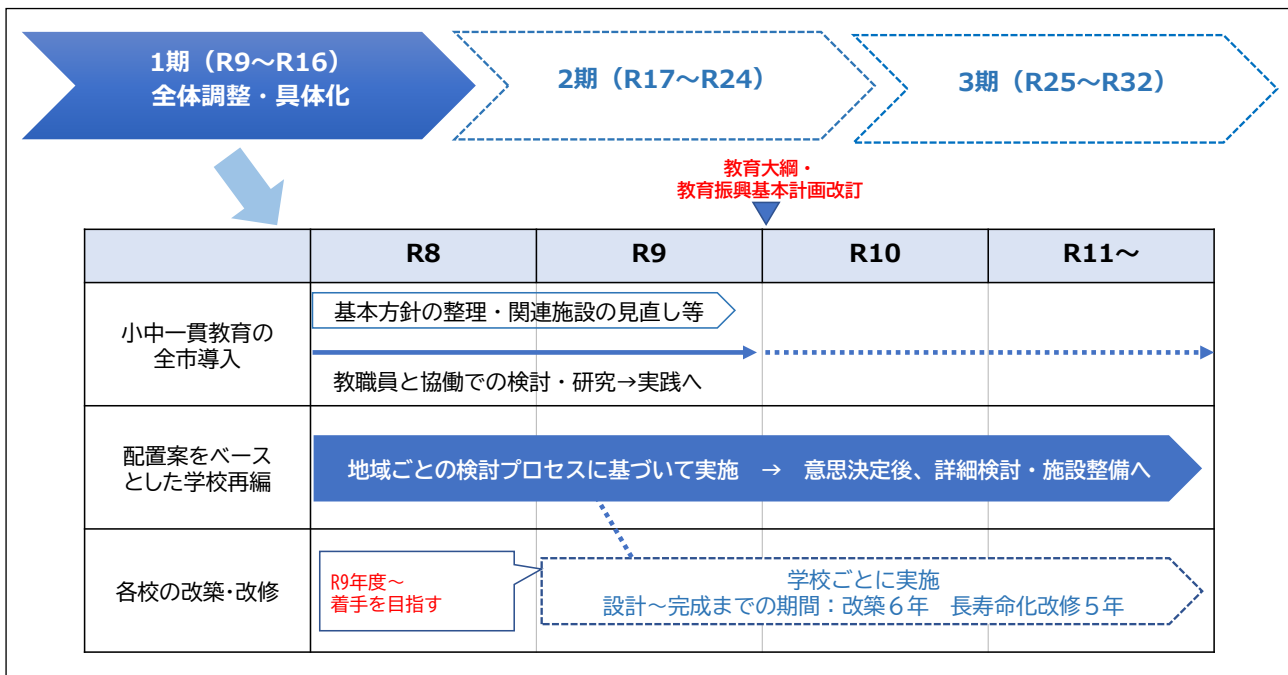 1期（R9～R16）
全体調整・具体化
2期（R17～R24）
3期（R25～R32）
教育大綱・
教育振興基本計画改訂
R8
R9
R10
R11～
小中一貫教育の
全市導入
基本方針の整理・関連施設の見直し等
教職員と協働での検討・研究→実践へ
配置案をベース
とした学校再編
地域ごとの検討プロセスに基づいて実施　→　意思決定後、詳細検討・施設整備へ
各校の改築・改修
R9年度～
着手を目指す
学校ごとに実施
設計～完成までの期間：改築６年　長寿命化改修５年